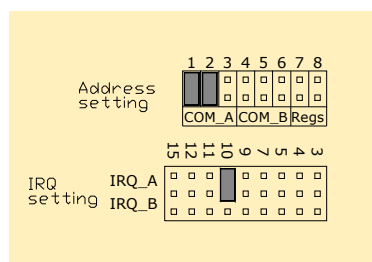 1 2 3 4 5 6 7 8
Address
setting
COM_A COM_B Regs
15 12 11 10 9 7 5 4 3
IRQ
setting
IRQ_A
IRQ_B